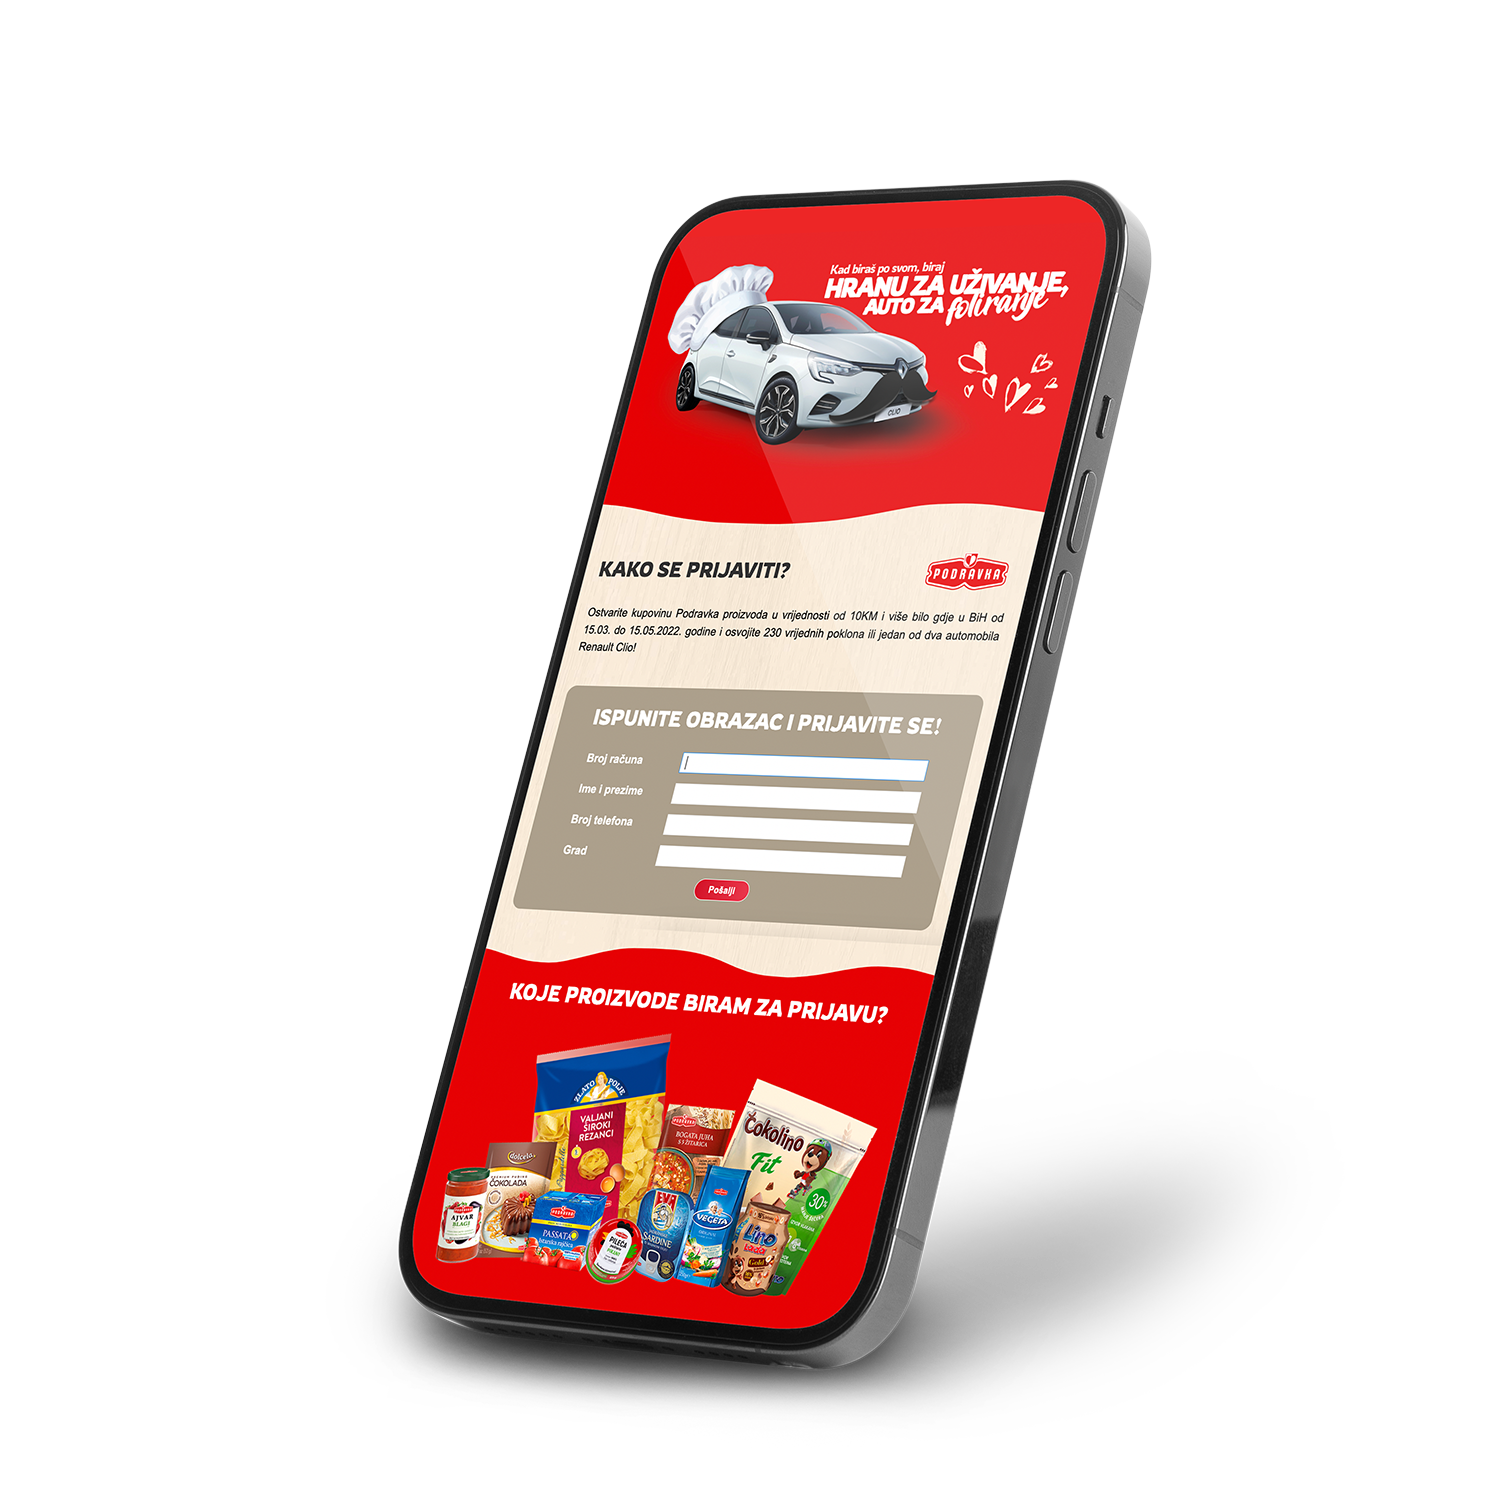 Kad biraš po svom, biraj
HRANU ZA UŽIVANJE,
AUTO ZA foliranje
CLIO
KAKO SE PRIJAVITI?
PODRAVKA
Ostvarite kupovinu Podravka proizvoda u vrijednosti od 10KM i više bilo gdje u BiH od
15.03. do 15.05.2022. godine i osvojite 230 vrijednih poklona ili jedan od dva automobila
Renault Clio!
ISPUNITE OBRAZAC I PRIJAVITE SE!
Broj računa
Ime i prezime
Broj telefona
Grad
Pošalji
KOJE PROIZVODE BIRAM ZA PRIJAVU?
ZLATO POLJE
VALJANI
ŠIROKI
REZANCI
PODRAVKA
BOGATA JUHA
S 5 ŽITARICA
Čokolino
Fit
30%
dolcela
ČOKOLADA
AJVAR
BLAGI
PASSATA
PILEĆA
EVA
SARDINE
VEGETA
Lino
Lada
Gold